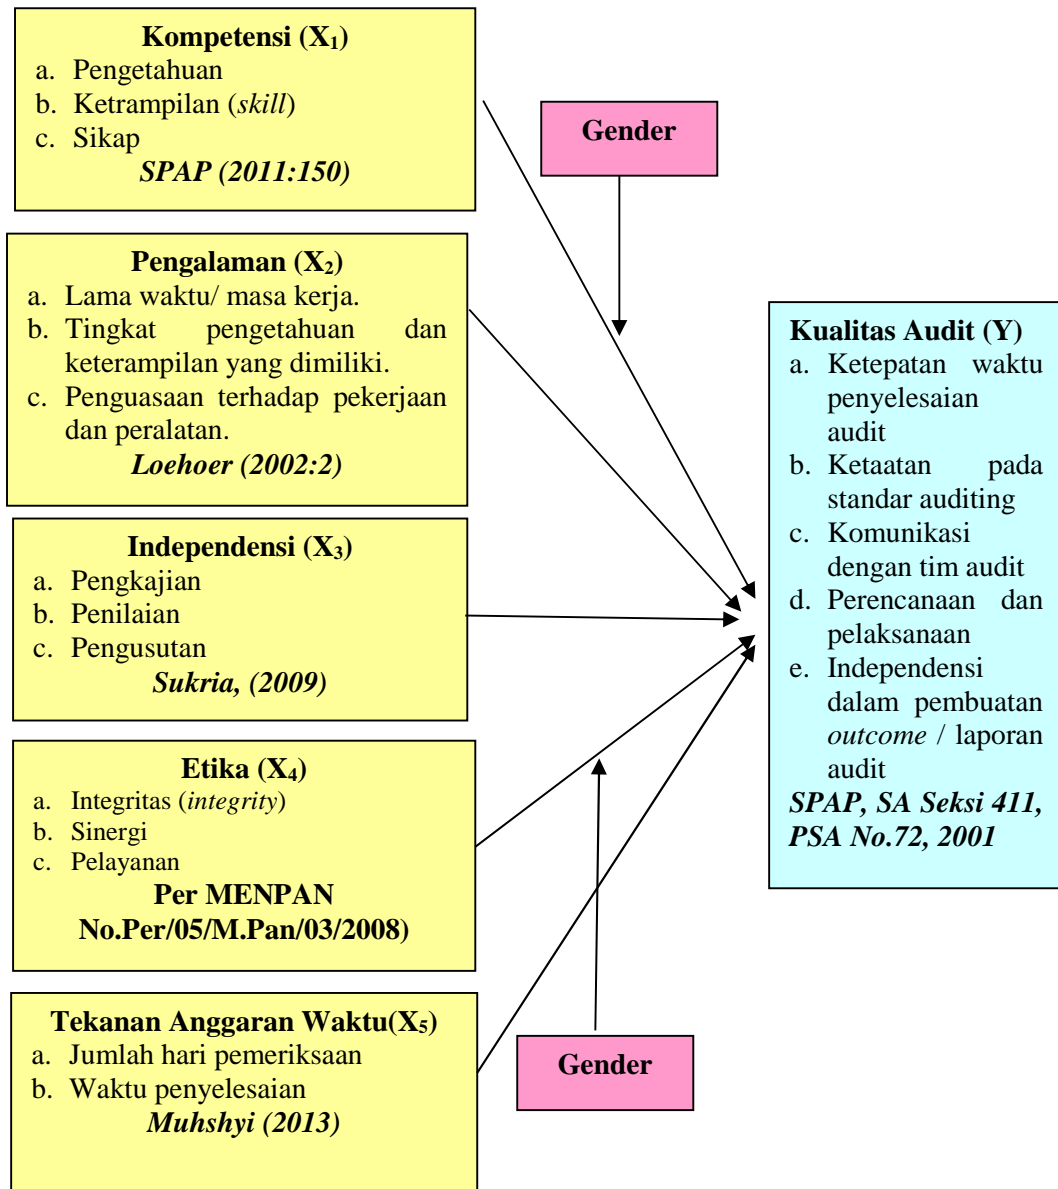 Kompetensi (X₁)
a. Pengetahuan
b. Ketrampilan (skill)
c. Sikap
SPAP (2011:150)
Gender
Pengalaman (X₂)
a. Lama waktu/ masa kerja.
b. Tingkat pengetahuan dan
keterampilan yang dimiliki.
c. Penguasaan terhadap pekerjaan
dan peralatan.
Loehoer (2002:2)
Independensi (X₃)
a. Pengkajian
b. Penilaian
c. Pengusutan
Sukria, (2009)
Etika (X₄)
a. Integritas (integrity)
b. Sinergi
c. Pelayanan
Per MENPAN
No.Per/05/M.Pan/03/2008)
Tekanan Anggaran Waktu(X₅)
a. Jumlah hari pemeriksaan
b. Waktu penyelesaian
Muhshyi (2013)
Gender
Kualitas Audit (Y)
a. Ketepatan waktu
penyelesaian
audit
b. Ketaatan pada
standar auditing
c. Komunikasi
dengan tim audit
d. Perencanaan dan
pelaksanaan
e. Independensi
dalam pembuatan
outcome / laporan
audit
SPAP, SA Seksi 411,
PSA No.72, 2001